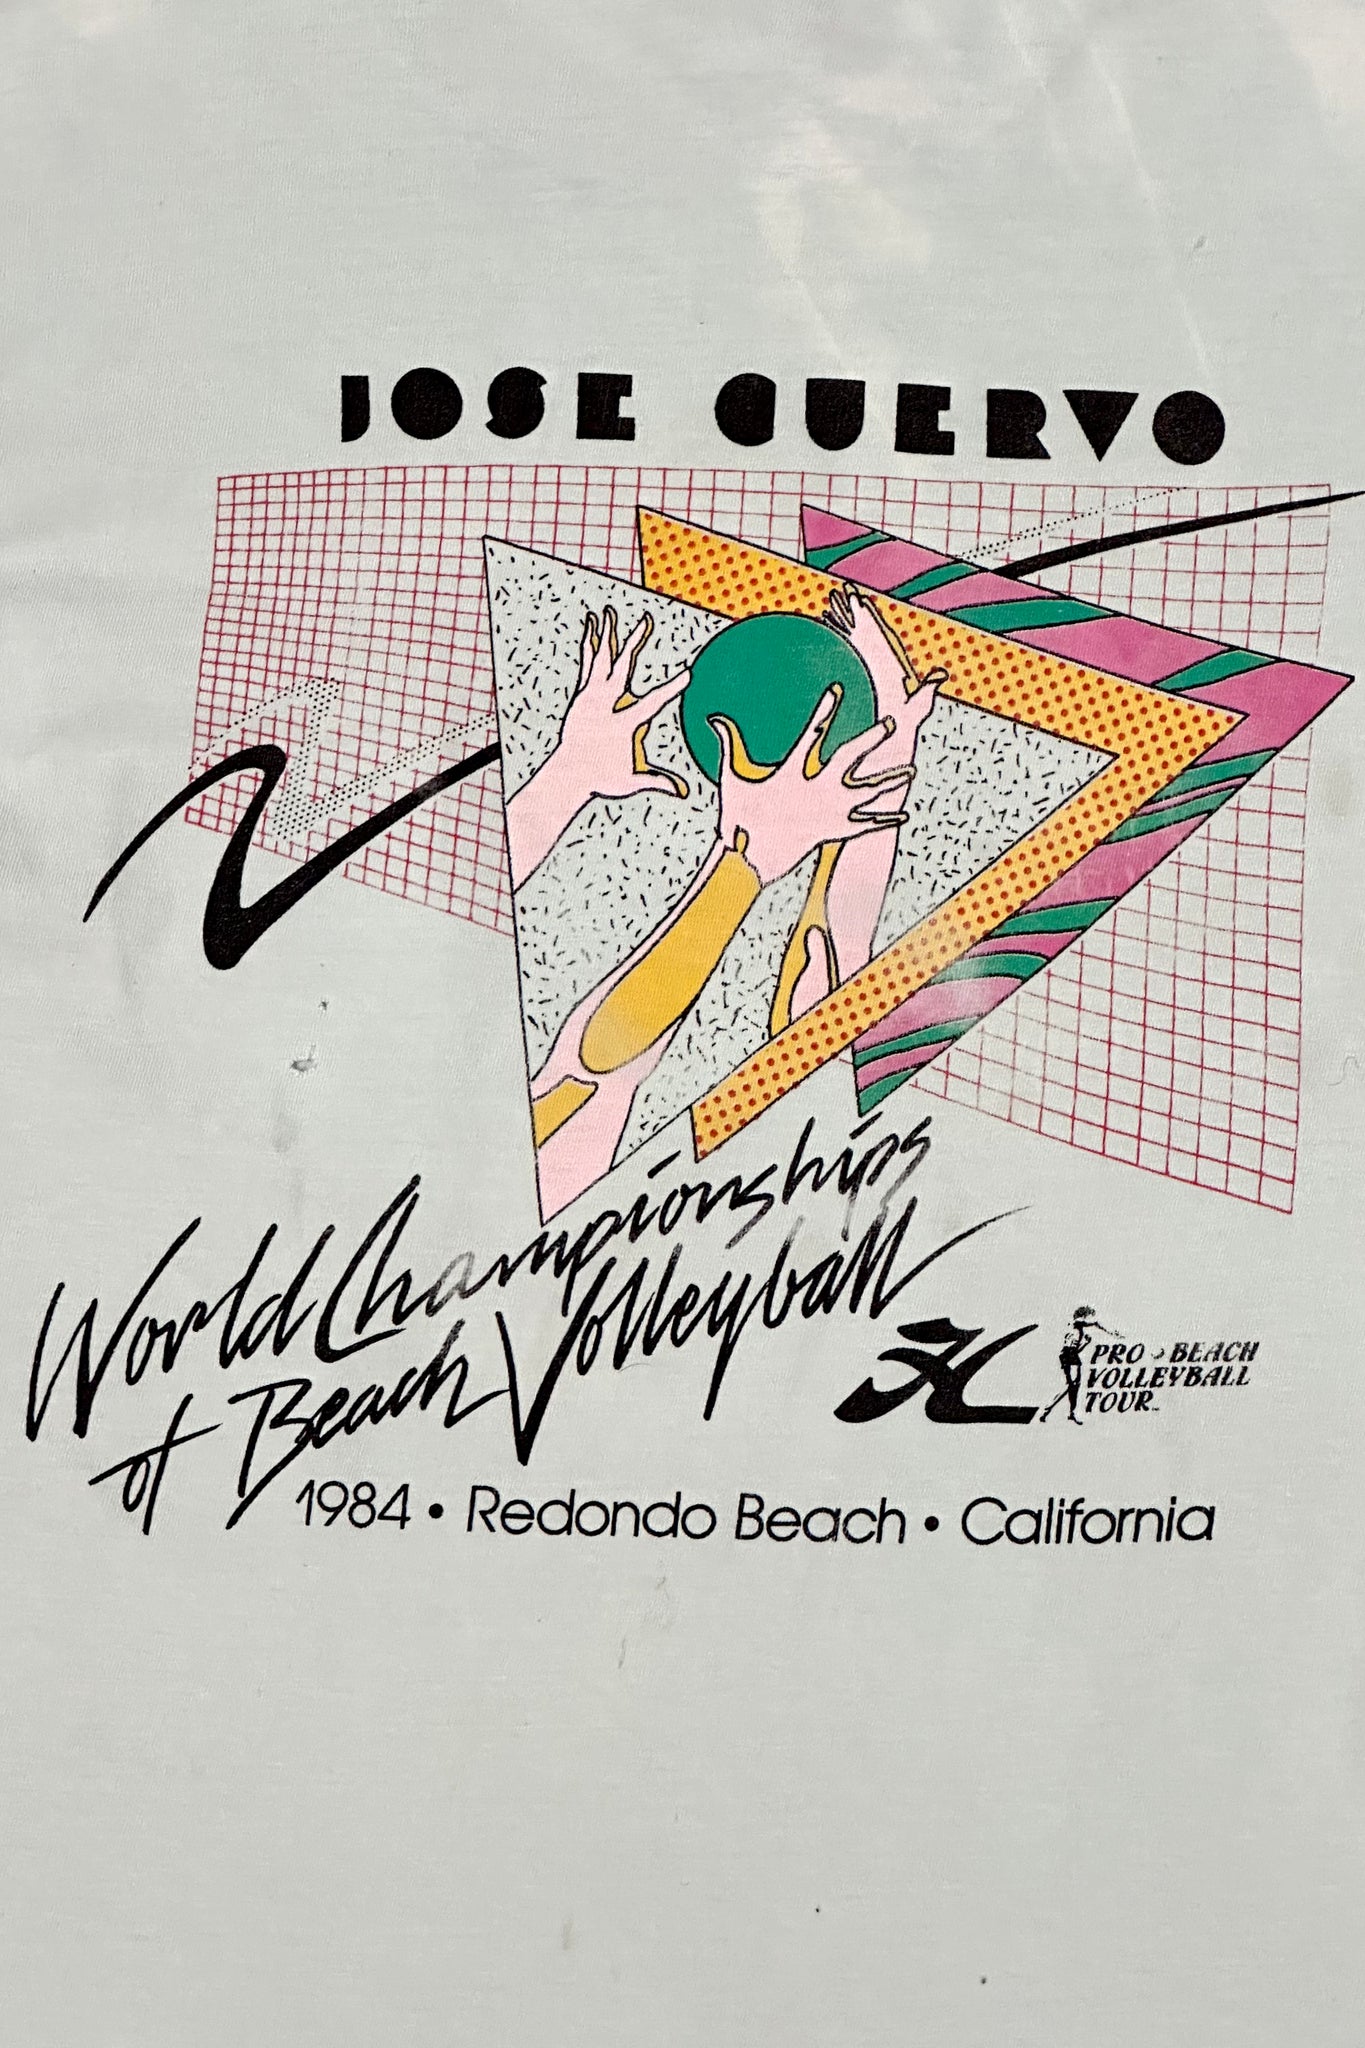 JOSE CUERVO
World Championships
of Beach Volleyball
PRO BEACH
VOLLEYBALL
TOUR
1984 • Redondo Beach • California